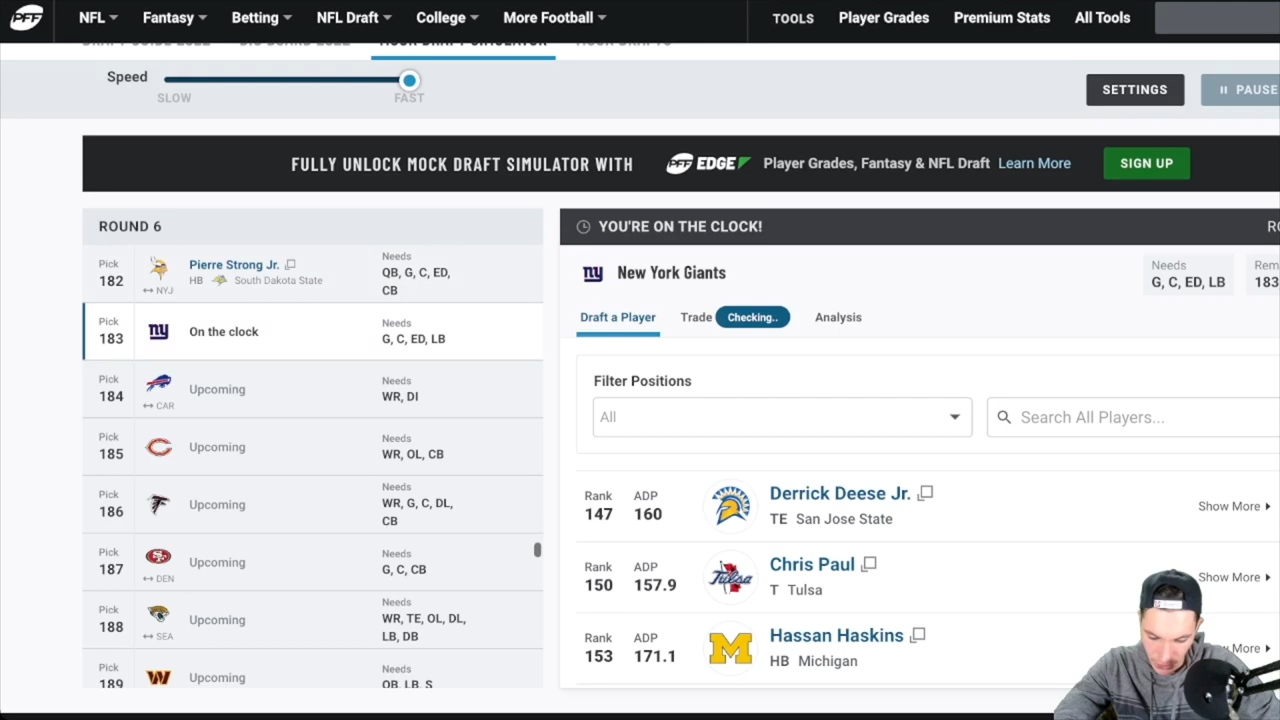 PFF
NFL Fantasy Betting NFL Draft College More Football TOOLS Player Grades Premium Stats All Tools
MOCK DRAFT SIMULATOR
Speed
SLOW FAST
SETTINGS PAUSE
FULLY UNLOCK MOCK DRAFT SIMULATOR WITH PFF EDGE Player Grades, Fantasy & NFL Draft Learn More SIGN UP
ROUND 6
Pick 182
↔ NYJ
Pierre Strong Jr.
HB South Dakota State
Needs
QB, G, C, ED,
CB
Pick 183
ny
On the clock
Needs
G, C, ED, LB
Pick 184
↔ CAR
Upcoming
Needs
WR, DI
Pick 185
Upcoming
Needs
WR, OL, CB
Pick 186
Upcoming
Needs
WR, G, C, DL,
CB
Pick 187
↔ DEN
Upcoming
Needs
G, C, CB
Pick 188
↔ SEA
Upcoming
Needs
WR, TE, OL, DL,
LB, DB
Pick 189
W
Upcoming
Needs
QB, LB, S
YOU'RE ON THE CLOCK!
ny New York Giants
Needs
G, C, ED, LB
183
Draft a Player Trade Checking.. Analysis
Filter Positions
All
Search All Players...
Rank 147
ADP 160
Derrick Deese Jr.
TE San Jose State
Show More
Rank 150
ADP 157.9
Tulsa
Chris Paul
T Tulsa
Show More
Rank 153
ADP 171.1
M
Hassan Haskins
HB Michigan
More